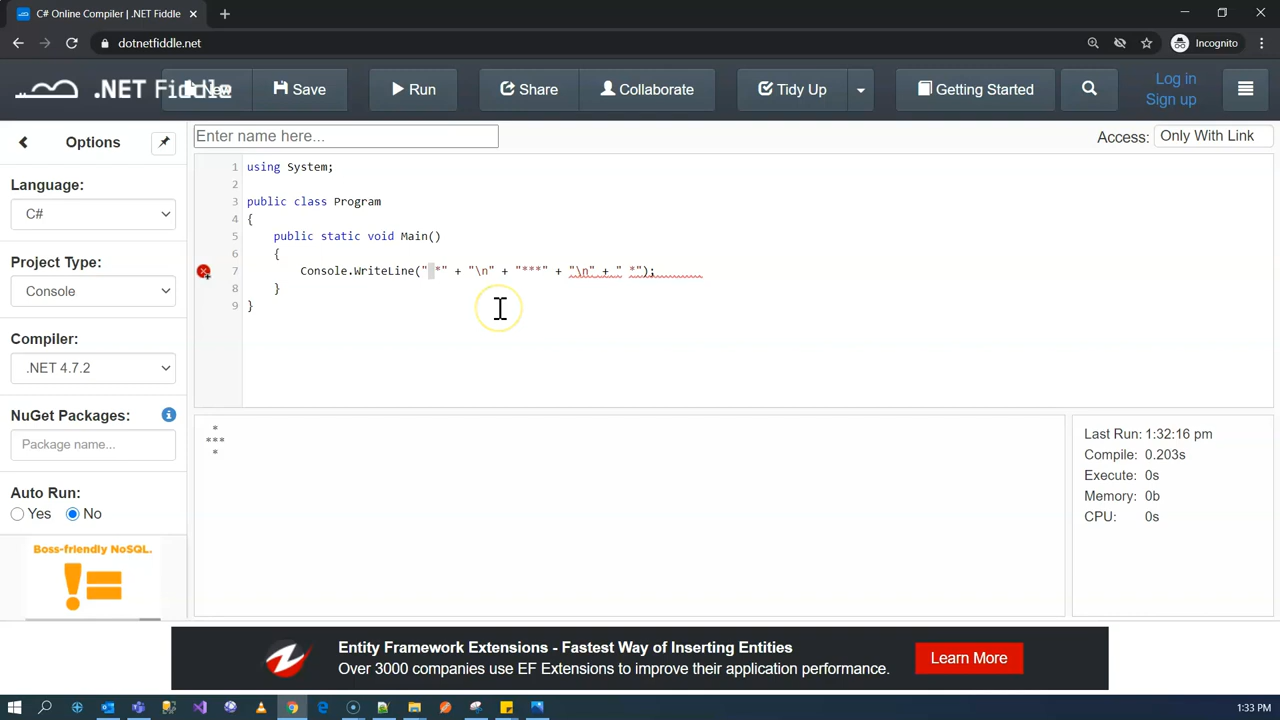 C# Online Compiler | .NET Fiddle
dotnetfiddle.net
Incognito
.NET Fiddle
New
Save
Run
Share
Collaborate
Tidy Up
Getting Started
Log in
Sign up
Options
Enter name here...
Access: Only With Link
Language:
C#
Project Type:
Console
Compiler:
.NET 4.7.2
NuGet Packages:
Package name...
Auto Run:
Yes No
Boss-friendly NoSQL.
!=
1 using System;
2
3 public class Program
4 {
5 public static void Main()
6 {
7 Console.WriteLine(" *" + "\n" + "***" + "\n" + " *");
8 }
9 }
*
***
*
Last Run: 1:32:16 pm
Compile: 0.203s
Execute: 0s
Memory: 0b
CPU: 0s
Entity Framework Extensions - Fastest Way of Inserting Entities
Over 3000 companies use EF Extensions to improve their application performance.
Learn More
1:33 PM